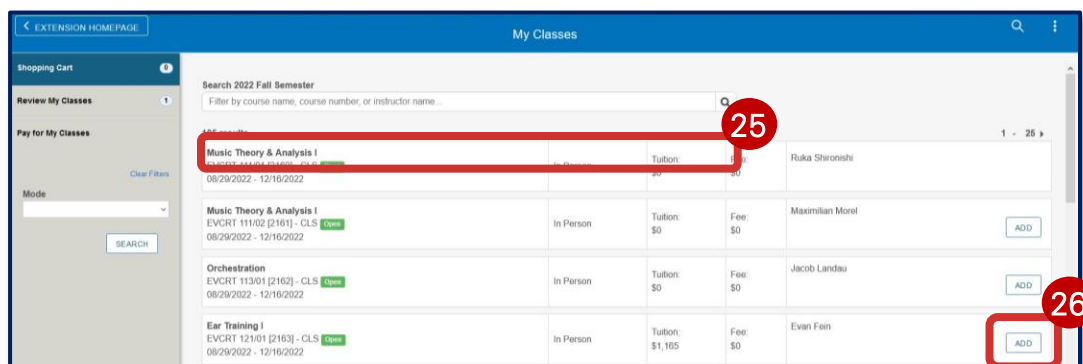 EXTENSION HOMEPAGE
My Classes
Shopping Cart 0
Review My Classes 1
Pay for My Classes
Clear Filters
Mode
SEARCH
Search 2022 Fall Semester
Filter by course name, course number, or instructor name...
25
1 - 25
Music Theory & Analysis I
Tuition:
Ruka Shironishi
08/29/2022 - 12/16/2022
Music Theory & Analysis I
EVCRT 111/02 [2161] - CLS Open
08/29/2022 - 12/16/2022
In Person
Tuition:
$0
Fee:
$0
Maximilian Morel
ADD
Orchestration
EVCRT 113/01 [2162] - CLS Open
08/29/2022 - 12/16/2022
In Person
Tuition:
$0
Fee:
$0
Jacob Landau
ADD
26
Ear Training I
EVCRT 121/01 [2163] - CLS Open
08/29/2022 - 12/16/2022
In Person
Tuition:
$1,165
Fee:
$0
Evan Fein
ADD